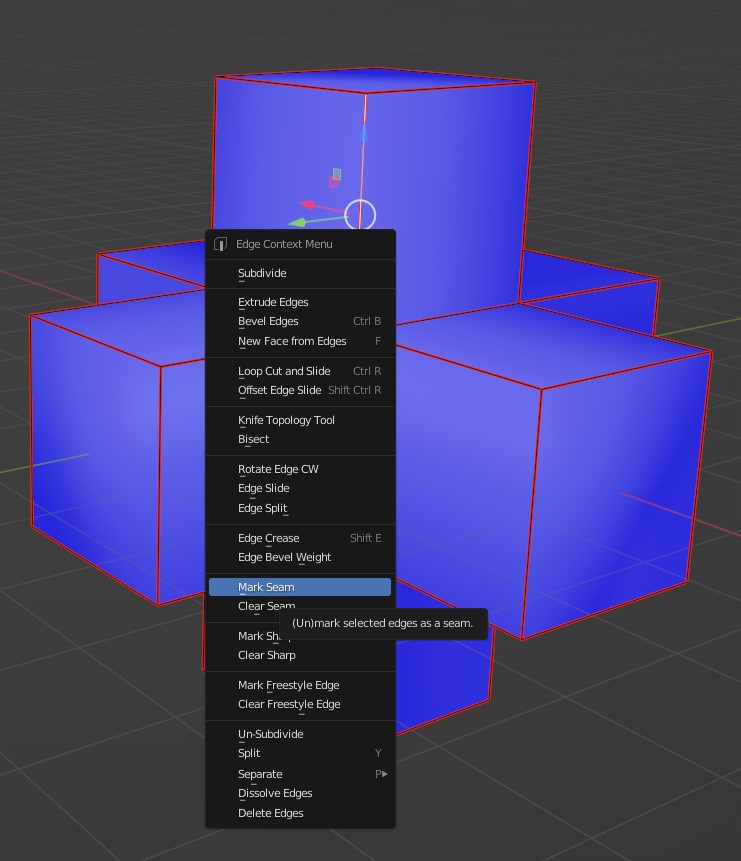 Edge Context Menu
Subdivide
Extrude Edges
Bevel Edges Ctrl B
New Face from Edges F
Loop Cut and Slide Ctrl R
Offset Edge Slide Shift Ctrl R
Knife Topology Tool
Bisect
Rotate Edge CW
Edge Slide
Edge Split
Edge Crease Shift E
Edge Bevel Weight
Mark Seam
Clear Seam
(Un)mark selected edges as a seam.
Mark
Clear Sharp
Mark Freestyle Edge
Clear Freestyle Edge
Un-Subdivide
Split Y
Separate P
Dissolve Edges
Delete Edges